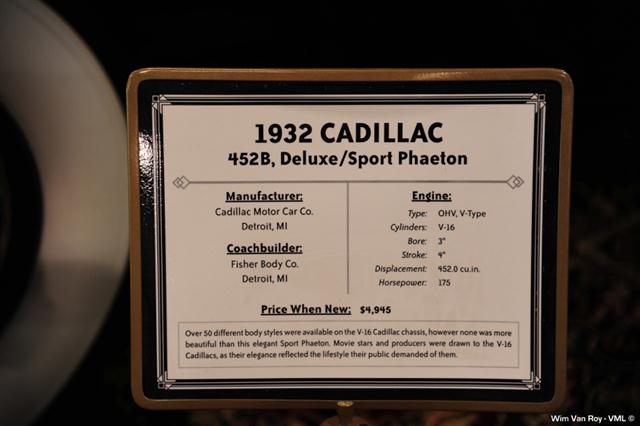 1932 CADILLAC
452B, Deluxe/Sport Phaeton
Manufacturer:
Cadillac Motor Car Co.
Detroit, MI
Coachbuilder:
Fisher Body Co.
Detroit, MI
Engine:
Type: OHV, V-Type
Cylinders: V-16
Bore: 3"
Stroke: 4"
Displacement: 452.0 cu.in.
Horsepower: 175
Price When New: $4,945
Over 50 different body styles were available on the V-16 Cadillac chassis, however none was more
beautiful than this elegant Sport Phaeton. Movie stars and producers were drawn to the V-16
Cadillacs, as their elegance reflected the lifestyle their public demanded of them.
Wim Van Roy - VML ©